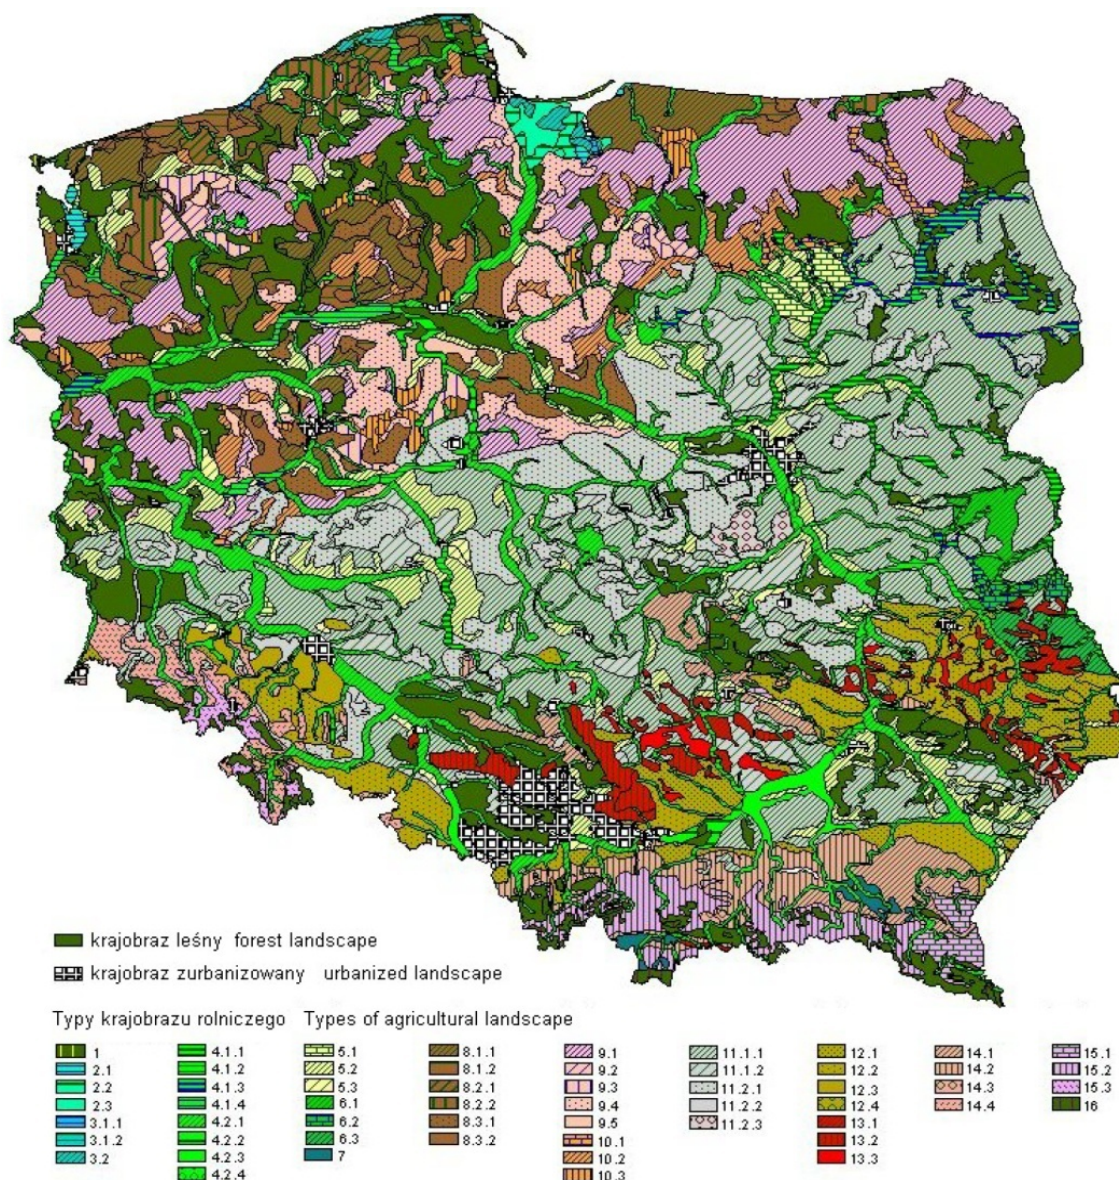 krajobraz leśny forest landscape
krajobraz zurbanizowany urbanized landscape
Typy krajobrazu rolniczego Types of agricultural landscape
1 4.1.1 5.1 8.1.1 9.1 11.1.1 12.1 14.1 15.1
2.1 4.1.2 5.2 8.1.2 9.2 11.1.2 12.2 14.2 15.2
2.2 4.1.3 5.3 8.2.1 9.3 11.2.1 12.3 14.3 15.3
2.3 4.1.4 6.1 8.2.2 9.4 11.2.2 12.4 14.4 16
3.1.1 4.2.1 6.2 8.3.1 9.5 11.2.3 13.1
3.1.2 4.2.2 6.3 8.3.2 10.1 13.2
3.2 4.2.3 7 10.2 13.3
4.2.4 10.3